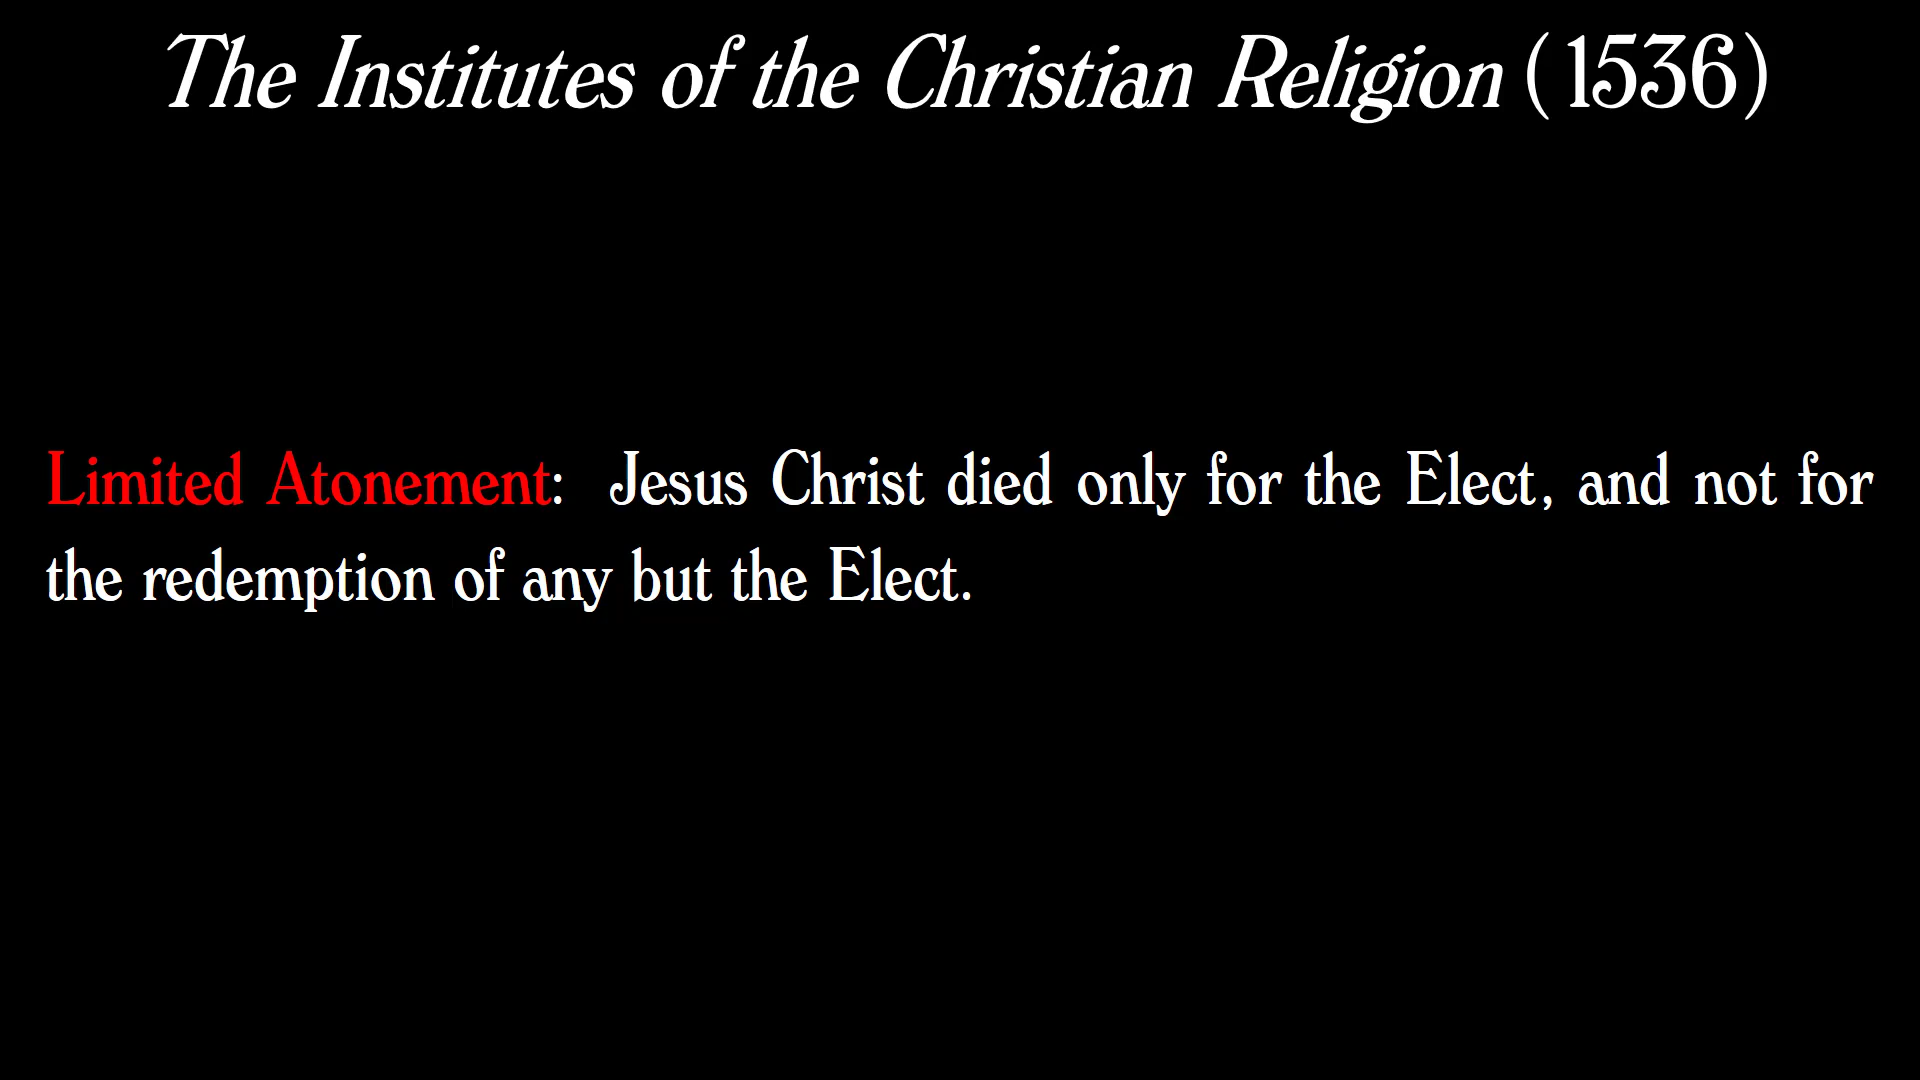 The Institutes of the Christian Religion (1536)
Limited Atonement: Jesus Christ died only for the Elect, and not for
the redemption of any but the Elect.